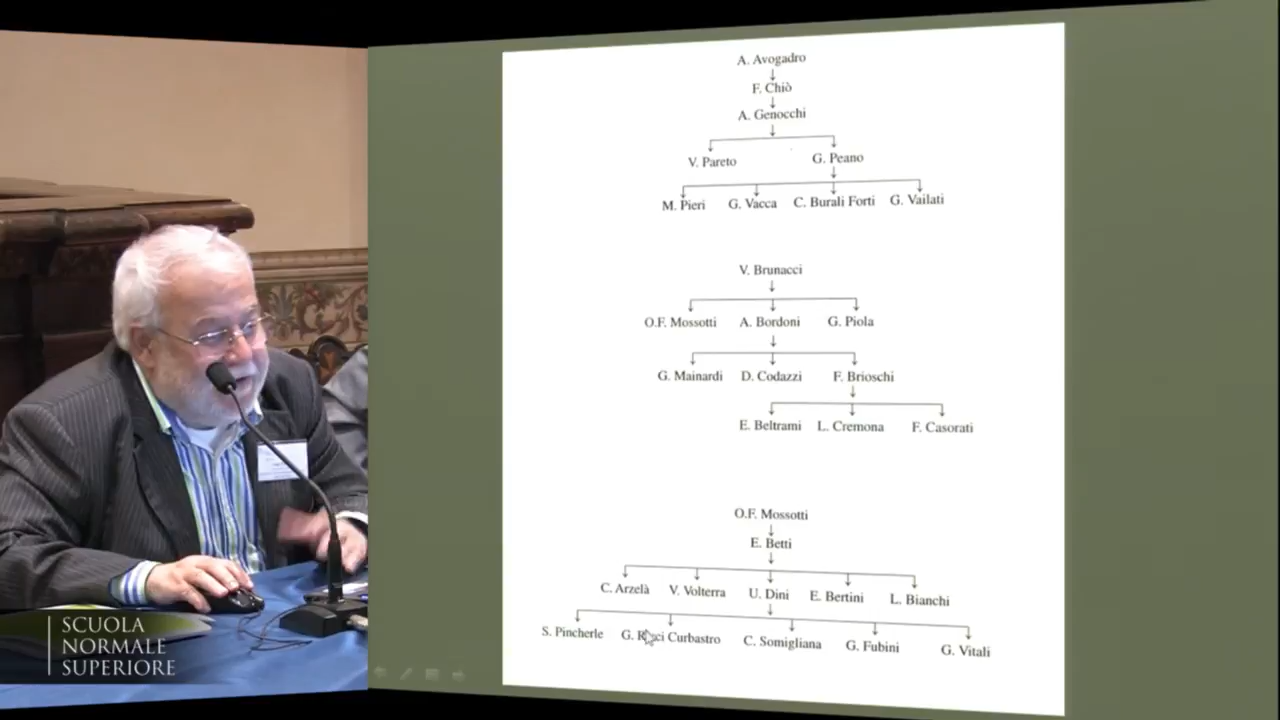 A. Avogadro
F. Chiò
A. Genocchi
V. Pareto G. Peano
M. Pieri G. Vacca C. Burali Forti G. Vailati
V. Brunacci
O.F. Mossotti A. Bordoni G. Piola
G. Mainardi D. Codazzi F. Brioschi
E. Beltrami L. Cremona F. Casorati
O.F. Mossotti
E. Betti
C. Arzelà V. Volterra U. Dini E. Bertini L. Bianchi
S. Pincherle G. Ricci Curbastro C. Somigliana G. Fubini G. Vitali
SCUOLA
NORMALE
SUPERIORE